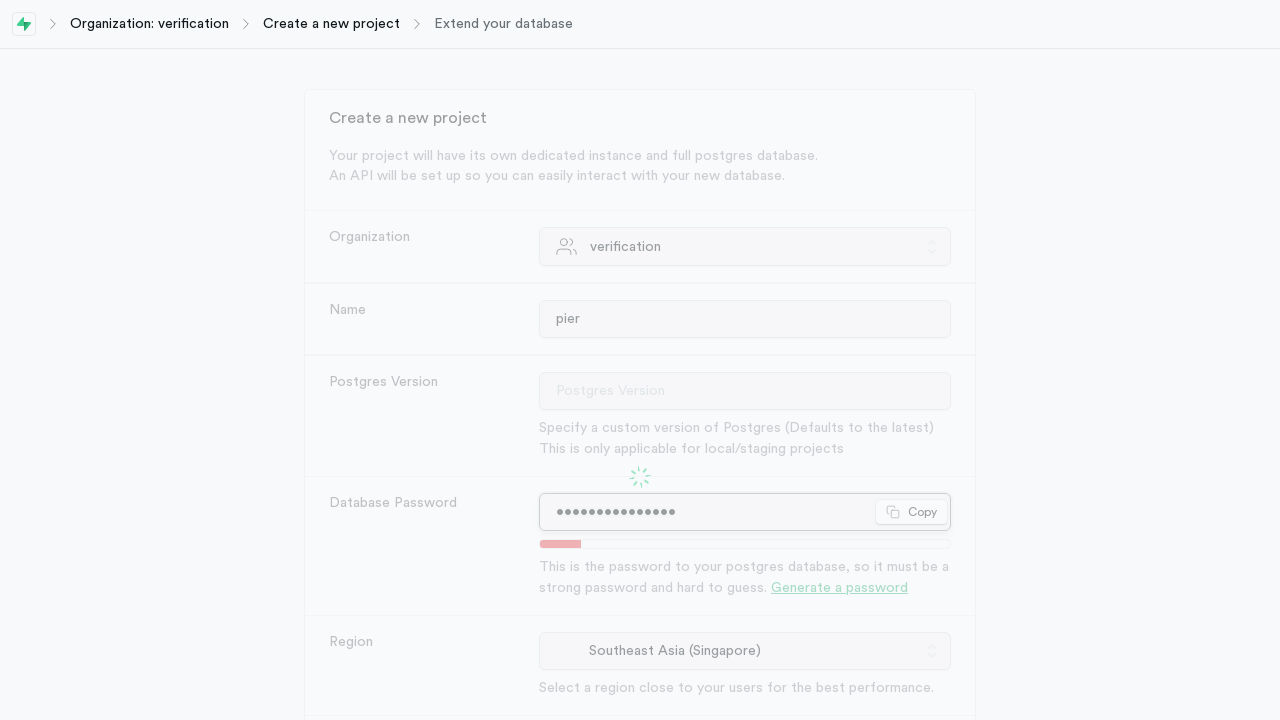 Organization: verification
Create a new project
Extend your database
Create a new project
Your project will have its own dedicated instance and full postgres database.
An API will be set up so you can easily interact with your new database.
Organization
verification
Name
pier
Postgres Version
Postgres Version
Specify a custom version of Postgres (Defaults to the latest)
This is only applicable for local/staging projects
Database Password
•••••••••••••••
Copy
This is the password to your postgres database, so it must be a
strong password and hard to guess. Generate a password
Region
Southeast Asia (Singapore)
Select a region close to your users for the best performance.